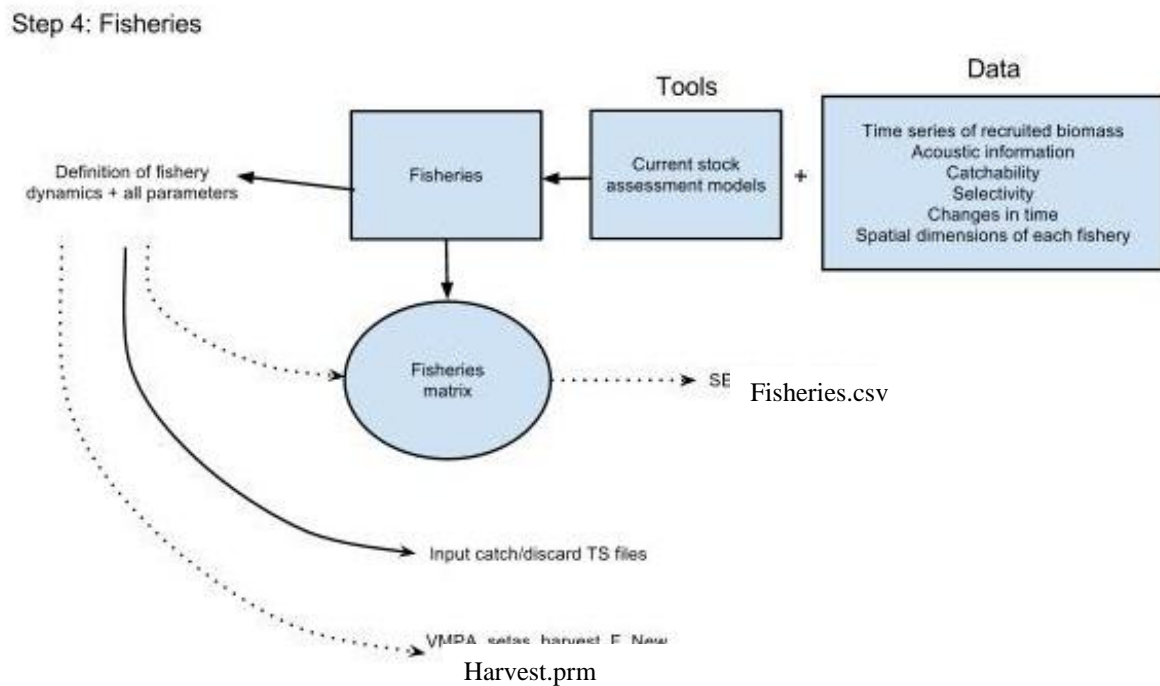 Step 4: Fisheries
Data
Tools
Time series of recruited biomass
Acoustic information
Catchability
Selectivity
Changes in time
Spatial dimensions of each fishery
Current stock
assessment models
+
Fisheries
Definition of fishery
dynamics + all parameters
Fisheries
matrix
SE
Fisheries.csv
Input catch/discard TS files
VMPA_setas_harvest_F_New
Harvest.prm